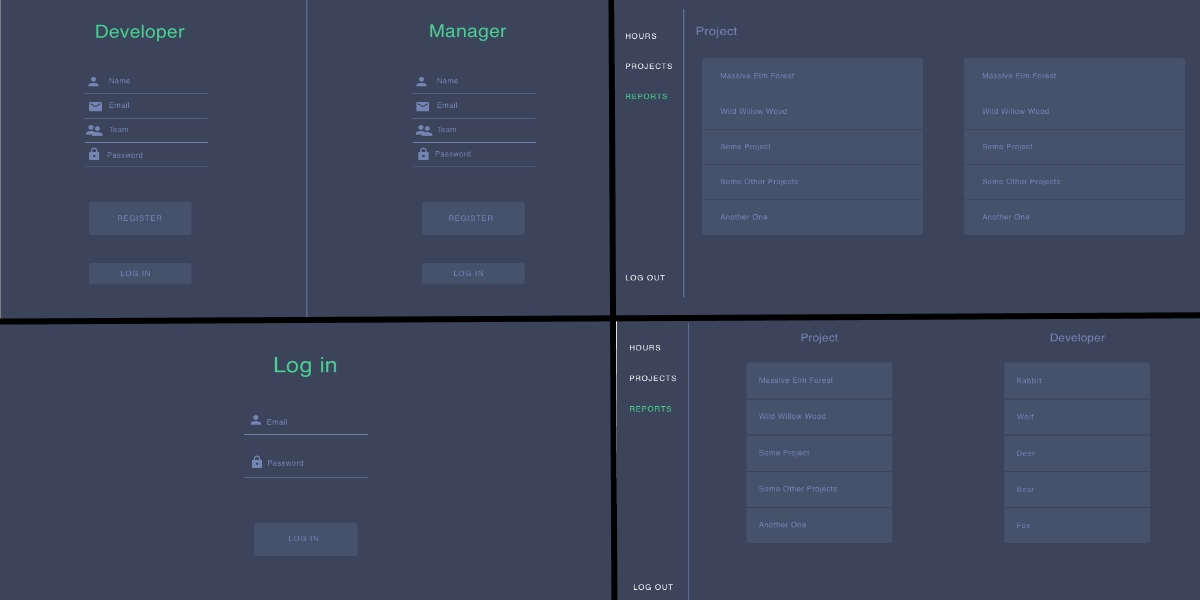 Developer
Name
Email
Team
Password
REGISTER
LOG IN
Manager
Name
Email
Team
Password
REGISTER
LOG IN
HOURS
PROJECTS
REPORTS
LOG OUT
Project
Massive Elm Forest
Wild Willow Wood
Some Project
Some Other Projects
Another One
Massive Elm Forest
Wild Willow Wood
Some Project
Some Other Projects
Another One
Log in
Email
Password
LOG IN
HOURS
PROJECTS
REPORTS
LOG OUT
Project
Massive Elm Forest
Wild Willow Wood
Some Project
Some Other Projects
Another One
Developer
Rabbit
Wolf
Deer
Bear
Fox